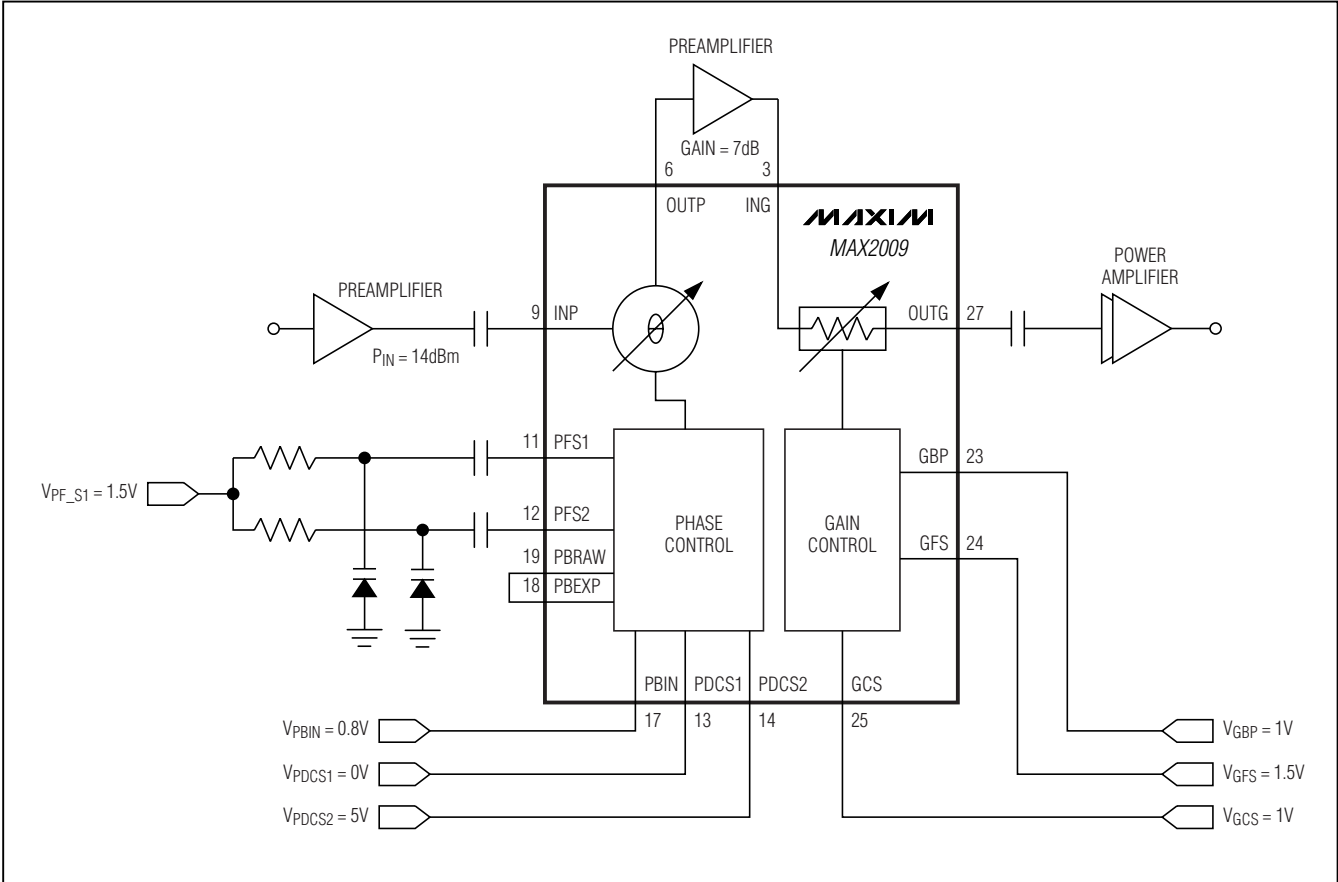 PREAMPLIFIER
GAIN = 7dB
6
3
OUTP
ING
MAXIM
MAX2009
PREAMPLIFIER
PIN = 14dBm
9
INP
θ
OUTG
27
POWER
AMPLIFIER
11
PFS1
VPF_S1 = 1.5V
12
PFS2
19
PBRAW
18
PBEXP
PHASE
CONTROL
GAIN
CONTROL
GBP
23
GFS
24
PBIN
PDCS1
PDCS2
GCS
17
13
14
25
VPBIN = 0.8V
VPDCS1 = 0V
VPDCS2 = 5V
VGBP = 1V
VGFS = 1.5V
VGCS = 1V